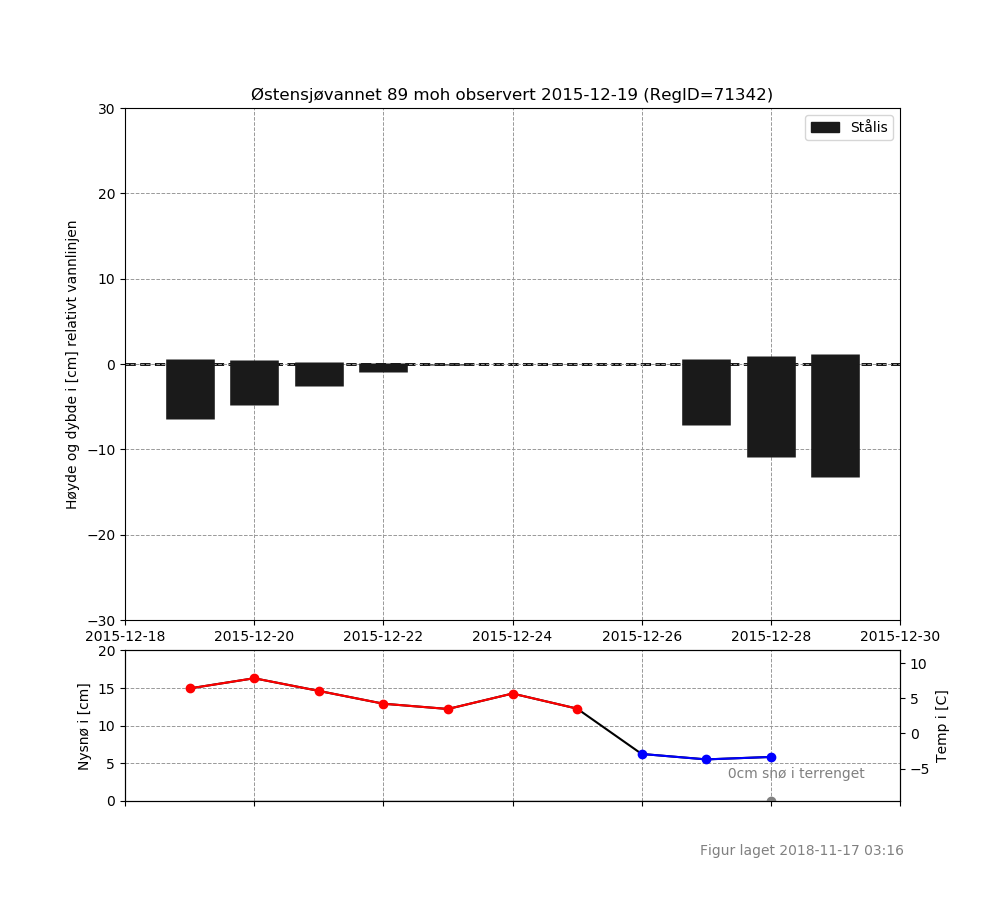 Østensjøvannet 89 moh observert 2015-12-19 (RegID=71342)
Høyde og dybde i [cm] relativt vannlinjen
30
20
10
0
−10
−20
−30
Stålis
2015-12-18 2015-12-20 2015-12-22 2015-12-24 2015-12-26 2015-12-28 2015-12-30
Nysnø i [cm]
20
15
10
5
0
10
5
0
−5
Temp i [C]
0cm snø i terrenget
Figur laget 2018-11-17 03:16